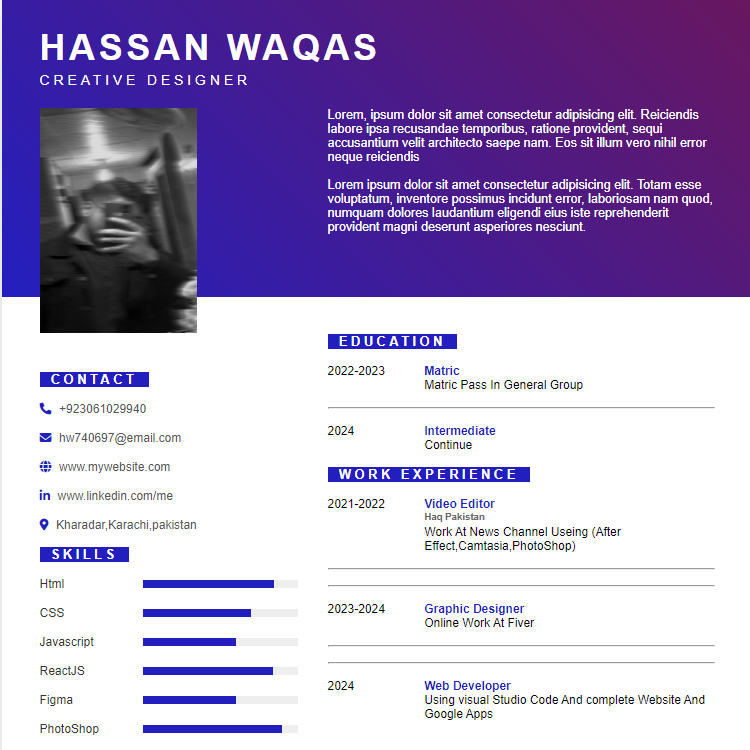 HASSAN WAQAS
CREATIVE DESIGNER
Lorem, ipsum dolor sit amet consectetur adipisicing elit. Reiciendis
labore ipsa recusandae temporibus, ratione provident, sequi
accusantium velit architecto saepe nam. Eos sit illum vero nihil error
neque reiciendis
Lorem ipsum dolor sit amet consectetur adipisicing elit. Totam esse
voluptatum, inventore possimus incidunt error, laboriosam nam quod,
numquam dolores laudantium eligendi eius iste reprehenderit
provident magni deserunt asperiores nesciunt.
CONTACT
+923061029940
hw740697@email.com
www.mywebsite.com
www.linkedin.com/me
Kharadar,Karachi,pakistan
SKILLS
Html
CSS
Javascript
ReactJS
Figma
PhotoShop
EDUCATION
2022-2023 Matric
Matric Pass In General Group
2024 Intermediate
Continue
WORK EXPERIENCE
2021-2022 Video Editor
Haq Pakistan
Work At News Channel Useing (After
Effect,Camtasia,PhotoShop)
2023-2024 Graphic Designer
Online Work At Fiver
2024 Web Developer
Using visual Studio Code And complete Website And
Google Apps